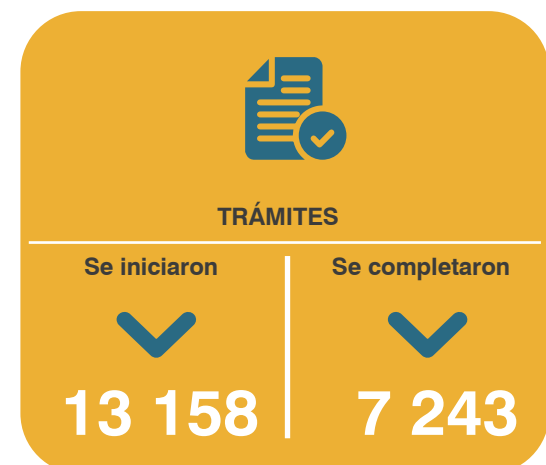 TRÁMITES
Se iniciaron
13 158
Se completaron
7 243